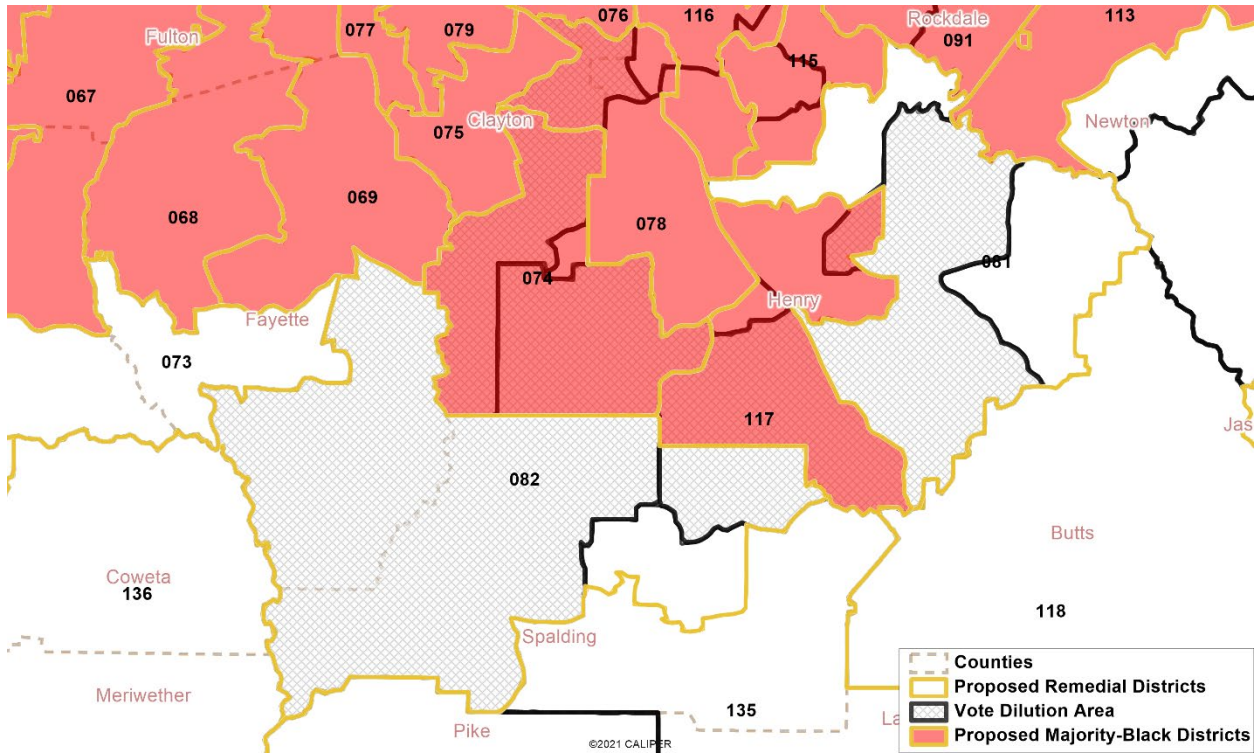 076
116
Rockdale
113
Fulton
077
079
091
115
067
Clayton
075
Newton
068
069
078
074
081
Henry
Fayette
073
117
Jas
082
Butts
Coweta
136
118
Spalding
Meriwether
Pike
135
La
Counties
Proposed Remedial Districts
Vote Dilution Area
Proposed Majority-Black Districts
©2021 CALIPER